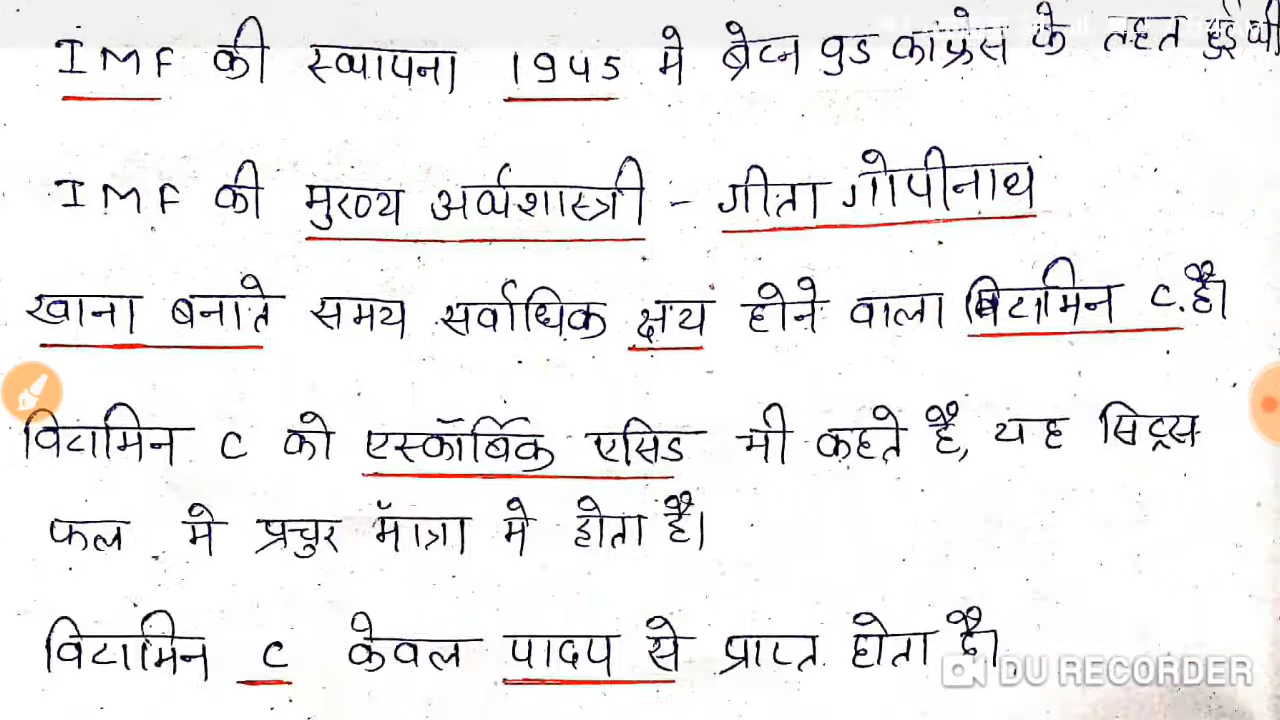 IMF की स्थापना 1945 मे ब्रेटन वुड कांफ्रेस के तहत हुई थी
IMF की मुख्य अर्थशास्त्री - गीता गोपीनाथ
खाना बनाते समय सर्वाधिक क्षय होने वाला विटामिन C है।
विटामिन C को एस्कॉर्बिक एसिड भी कहते है, यह सिट्रस
फल मे प्रचुर मॅात्रा मे होता है।
विटामिन C केवल पादप से प्राप्त होता है।
DU RECORDER